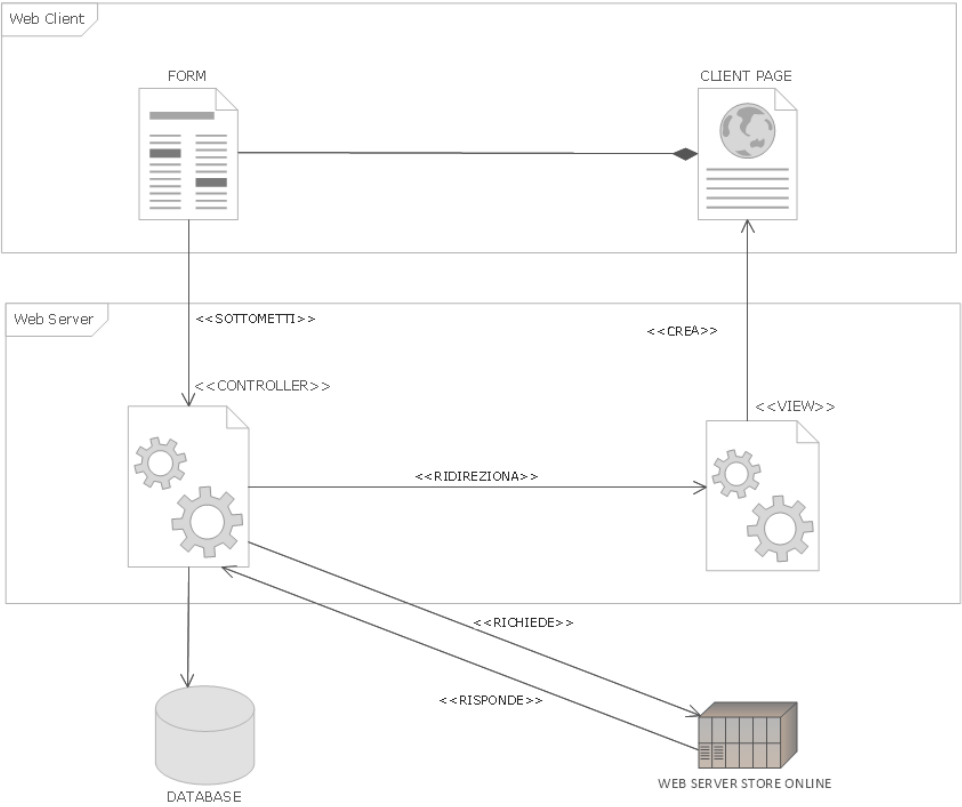 Web Client
FORM
CLIENT PAGE
Web Server
<<SOTTOMETTI>>
<<CREA>>
<<CONTROLLER>>
<<VIEW>>
<<RIDIREZIONA>>
<<RICHIEDE>>
<<RISPONDE>>
WEB SERVER STORE ONLINE
DATABASE